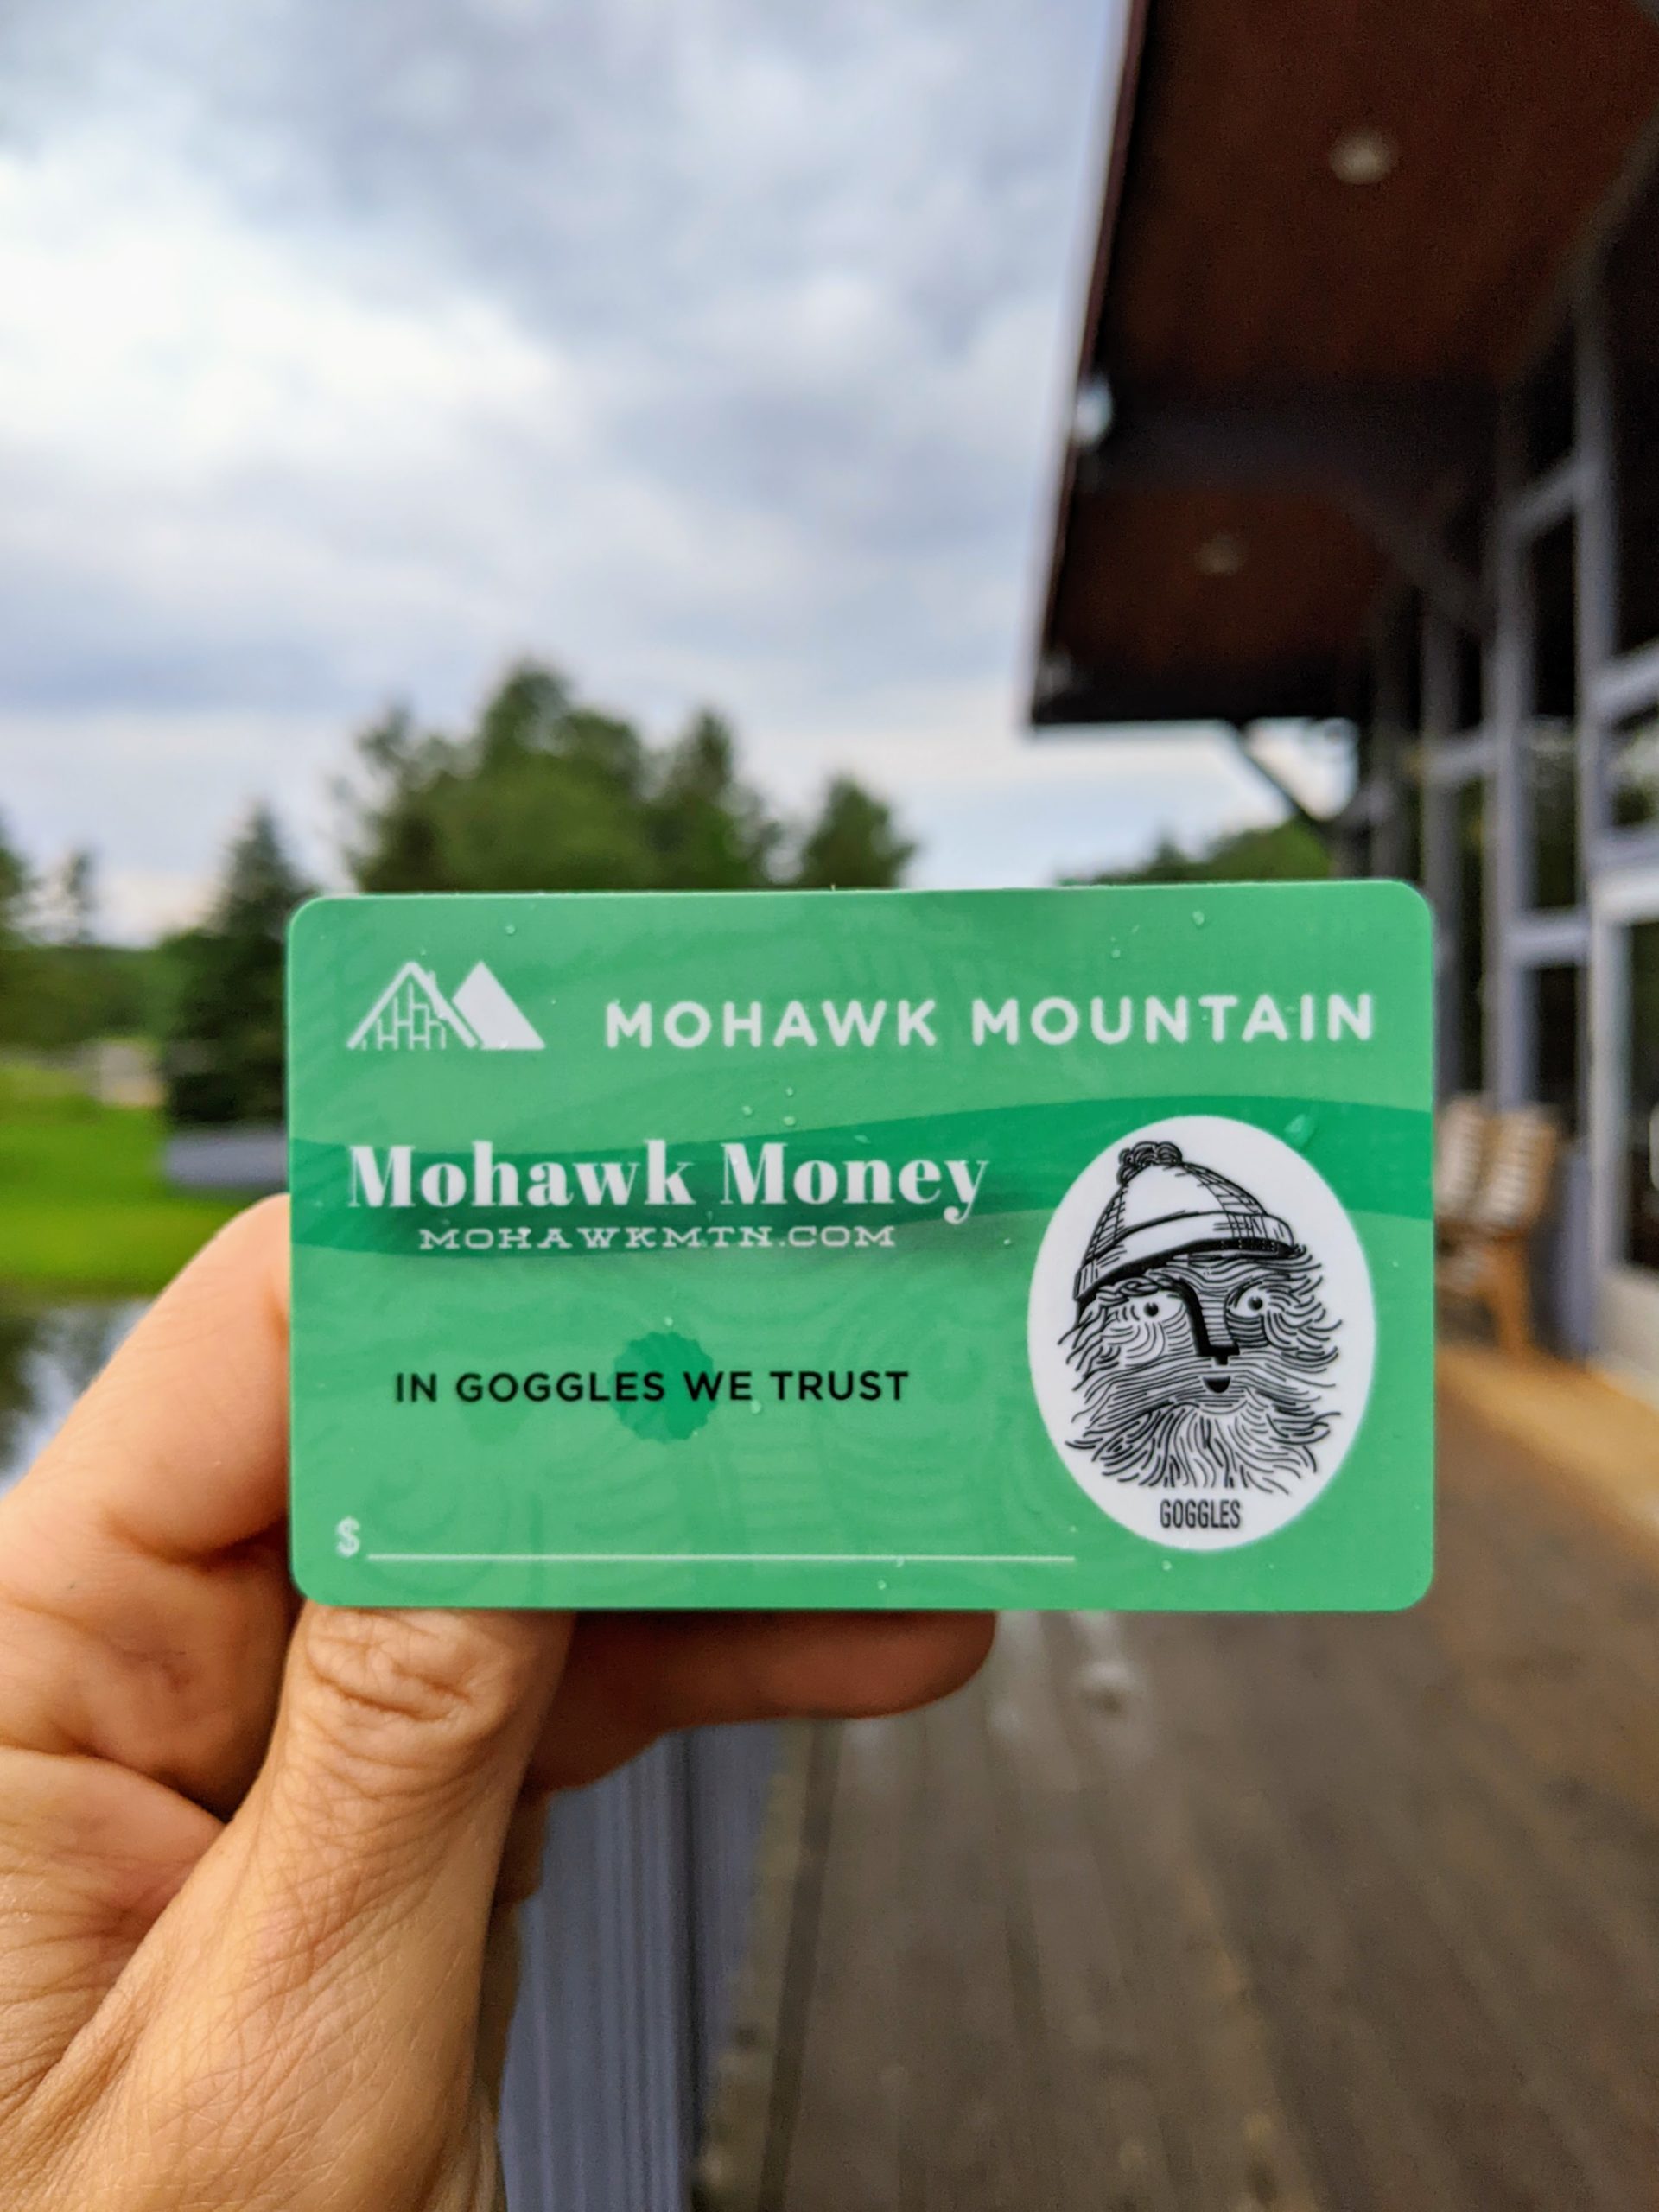 MOHAWK MOUNTAIN
Mohawk Money
MOHAWKMTN.COM
IN GOGGLES WE TRUST
GOGGLES
$